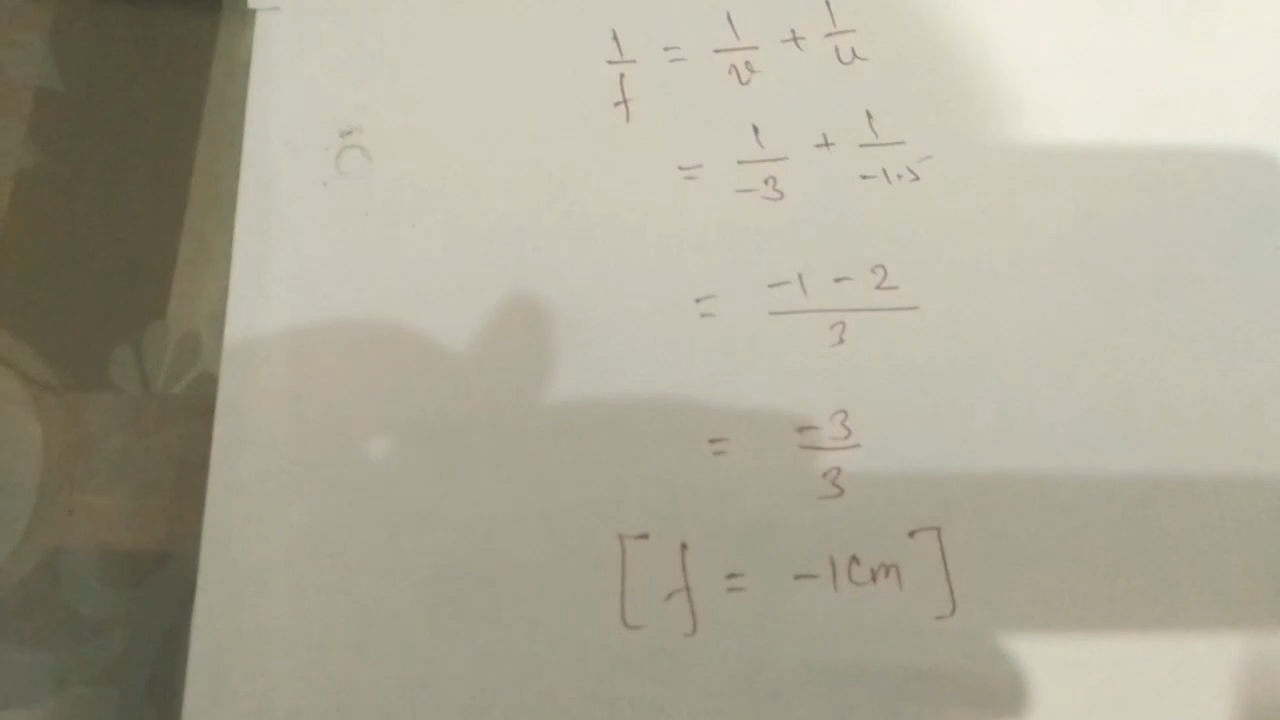 1/f = 1/v + 1/u
= 1/-3 + 1/-1.5
= -1 - 2/3
= -3/3
[f = -1cm]